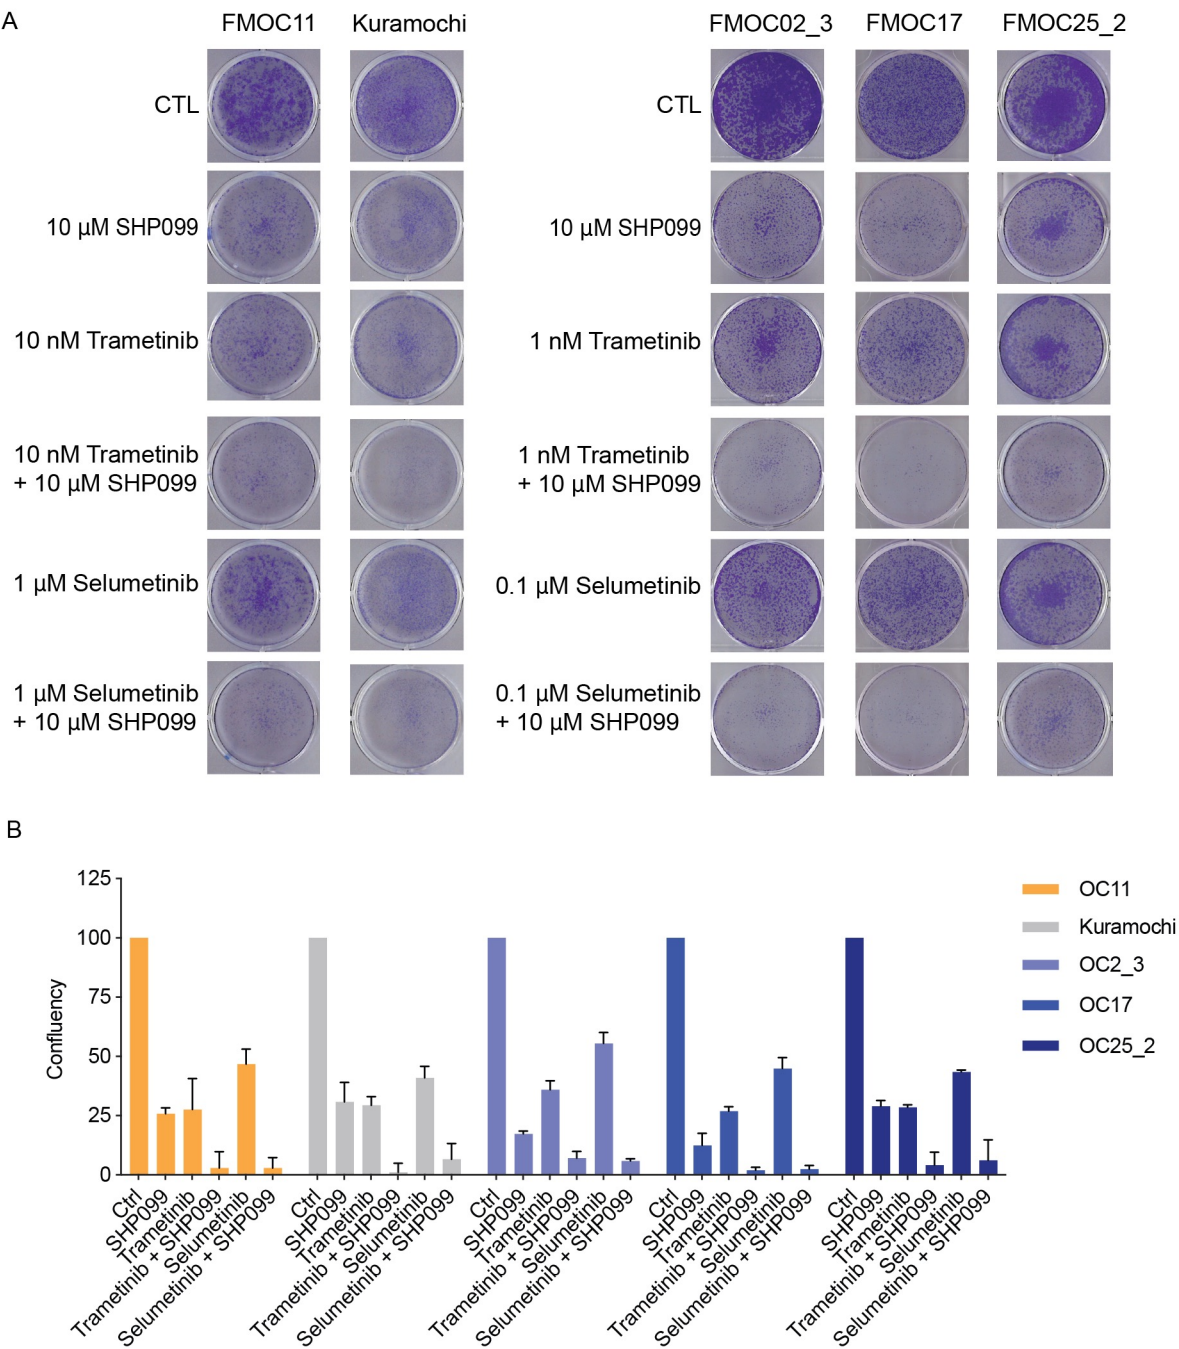 A
FMOC11
Kuramochi
FMOC02_3
FMOC17
FMOC25_2
CTL
10 µM SHP099
10 nM Trametinib
10 nM Trametinib
+ 10 µM SHP099
1 µM Selumetinib
1 µM Selumetinib
+ 10 µM SHP099
CTL
10 µM SHP099
1 nM Trametinib
1 nM Trametinib
+ 10 µM SHP099
0.1 µM Selumetinib
0.1 µM Selumetinib
+ 10 µM SHP099
B
Confluency
125
100
75
50
25
0
Ctrl
SHP099
Trametinib
Trametinib + SHP099
Selumetinib
Selumetinib + SHP099
Ctrl
SHP099
Trametinib
Trametinib + SHP099
Selumetinib
Selumetinib + SHP099
Ctrl
SHP099
Trametinib
Trametinib + SHP099
Selumetinib
Selumetinib + SHP099
Ctrl
SHP099
Trametinib
Trametinib + SHP099
Selumetinib
Selumetinib + SHP099
Ctrl
SHP099
Trametinib
Trametinib + SHP099
Selumetinib
Selumetinib + SHP099
OC11
Kuramochi
OC2_3
OC17
OC25_2